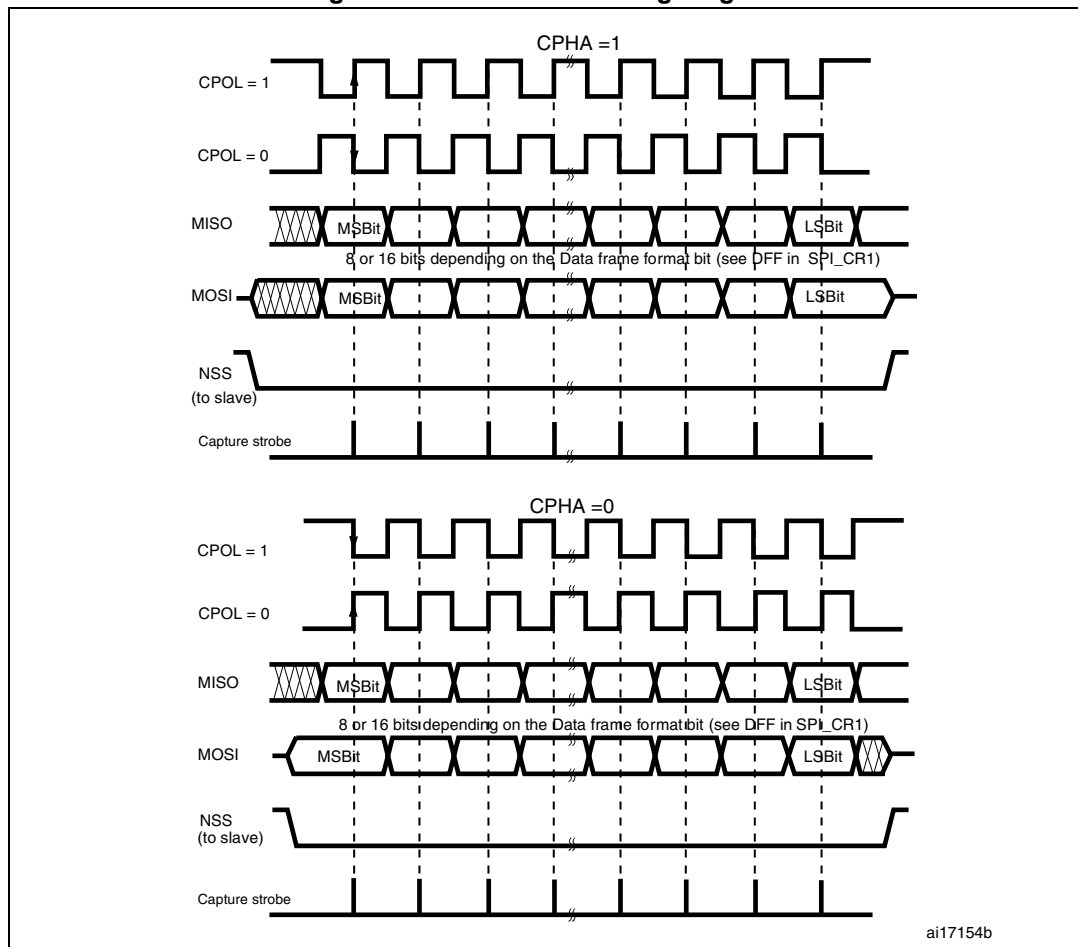 CPHA =1
CPOL = 1
CPOL = 0
MISO
MSBit
LSBit
8 or 16 bits depending on the Data frame format bit (see DFF in SPI_CR1)
MOSI
MSBit
LSBit
NSS
(to slave)
Capture strobe
CPHA =0
CPOL = 1
CPOL = 0
MISO
MSBit
LSBit
8 or 16 bits depending on the Data frame format bit (see DFF in SPI_CR1)
MOSI
MSBit
LSBit
NSS
(to slave)
Capture strobe
ai17154b